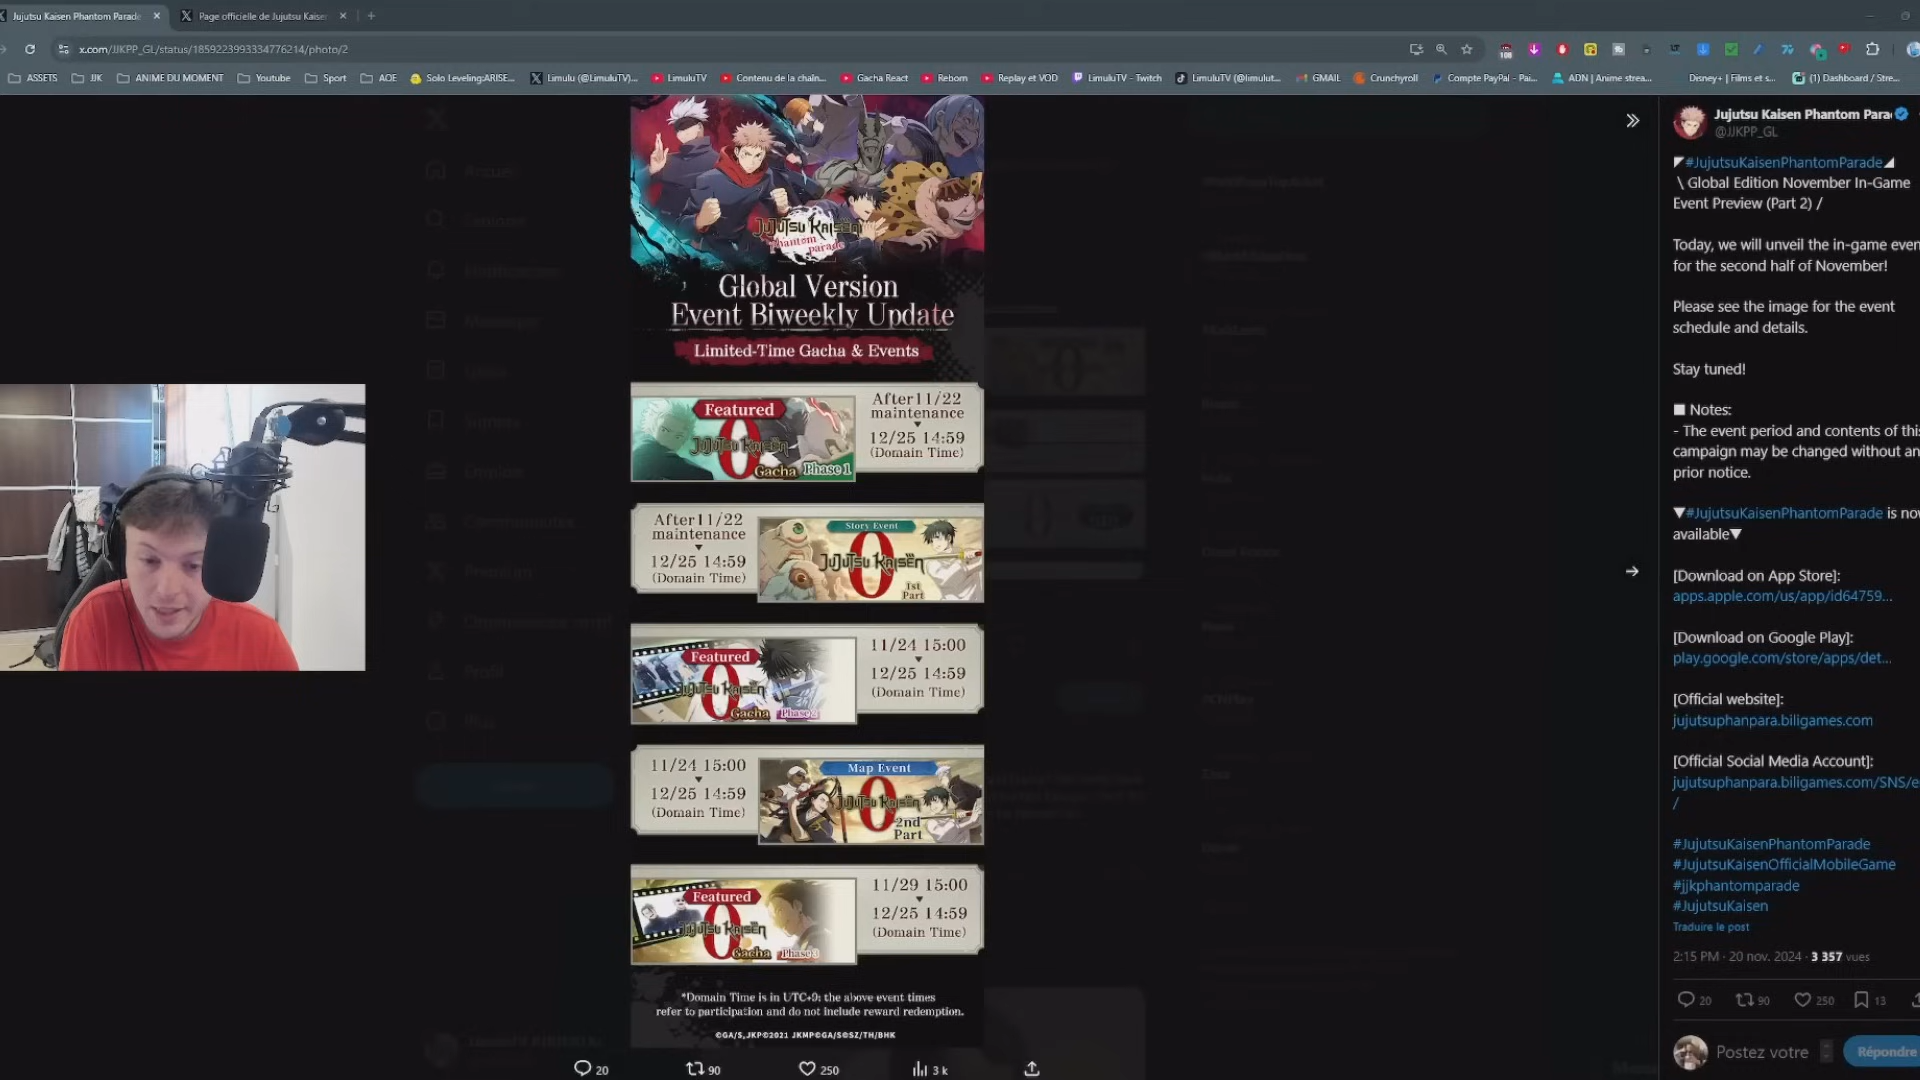 Jujutsu Kaisen Phantom Parade
Page officielle de Jujutsu Kaisen
x.com/JJKPP_GL/status/1859223993334776214/photo/2
108
ASSETS
JJK
ANIME DU MOMENT
Youtube
Sport
AOE
Solo Leveling:ARISE...
Limulu (@LimuluTV)...
LimuluTV
Contenu de la chaîn...
Gacha React
Reborn
Replay et VOD
LimuluTV - Twitch
LimuluTV (@limulut...
GMAIL
Crunchyroll
Compte PayPal - Pai...
ADN | Anime strea...
Disney+ | Films et s...
(1) Dashboard / Stre...
JUJUTSU KAISEN
phantom parade
Global Version
Event Biweekly Update
Limited-Time Gacha & Events
Featured
JUJUTSU KAISEN
0
Gacha
Phase 1
After11/22
maintenance
12/25 14:59
(Domain Time)
After11/22
maintenance
12/25 14:59
(Domain Time)
Story Event
JUJUTSU KAISEN
0
1st
Part
Featured
JUJUTSU KAISEN
0
Gacha
Phase2
11/24 15:00
12/25 14:59
(Domain Time)
11/24 15:00
12/25 14:59
(Domain Time)
Map Event
JUJUTSU KAISEN
0
2nd
Part
Featured
JUJUTSU KAISEN
0
Gacha
Phase3
11/29 15:00
12/25 14:59
(Domain Time)
*Domain Time is in UTC+9; the above event times
refer to participation and do not include reward redemption.
©GA/S,JKP©2021 JKMP©GA/S©SZ/TH/BHK
20
90
250
3 k
Jujutsu Kaisen Phantom Para
@JJKPP_GL
◤#JujutsuKaisenPhantomParade◢
\ Global Edition November In-Game
Event Preview (Part 2) /
Today, we will unveil the in-game even
for the second half of November!
Please see the image for the event
schedule and details.
Stay tuned!
■ Notes:
- The event period and contents of this
campaign may be changed without an
prior notice.
▼#JujutsuKaisenPhantomParade is now
available▼
[Download on App Store]:
apps.apple.com/us/app/id64759...
[Download on Google Play]:
play.google.com/store/apps/det...
[Official website]:
jujutsuphanpara.biligames.com
[Official Social Media Account]:
jujutsuphanpara.biligames.com/SNS/e
/
#JujutsuKaisenPhantomParade
#JujutsuKaisenOfficialMobileGame
#jjkphantomparade
#JujutsuKaisen
Traduire le post
2:15 PM · 20 nov. 2024 · 3 357 vues
20
90
250
13
Postez votre
Répondre